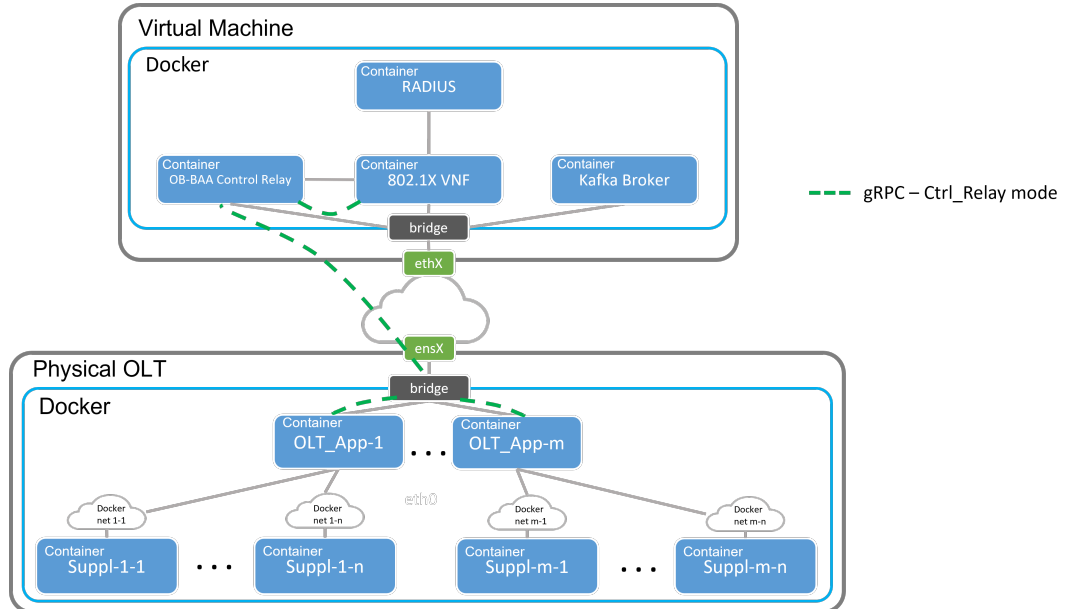 Virtual Machine
Docker
Container
RADIUS
Container
OB-BAA Control Relay
Container
802.1X VNF
Container
Kafka Broker
gRPC – Ctrl_Relay mode
bridge
ethX
ensX
Physical OLT
bridge
Docker
Container
OLT_App-1
...
Container
OLT_App-m
eth0
Docker
net 1-1
Docker
net 1-n
Docker
net m-1
Docker
net m-n
Container
Suppl-1-1
...
Container
Suppl-1-n
Container
Suppl-m-1
...
Container
Suppl-m-n